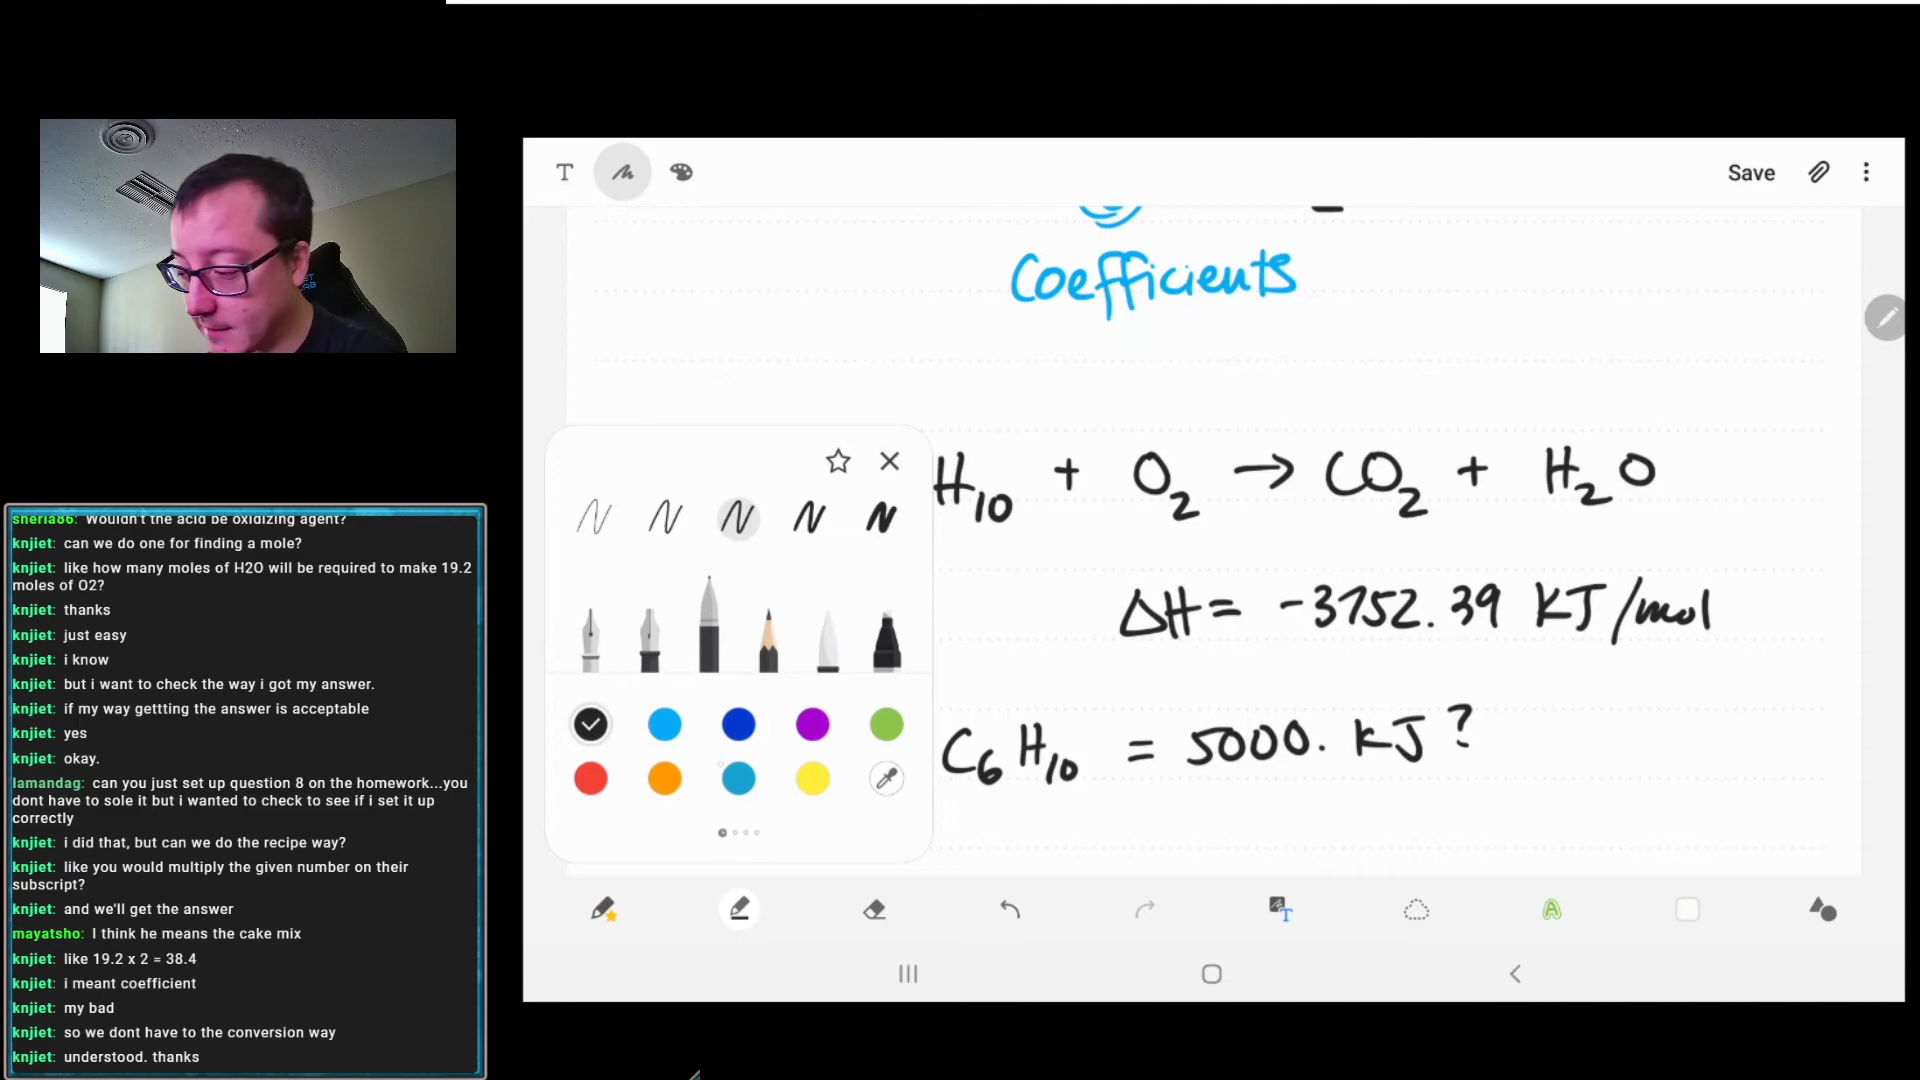 T
Save
Coefficients
H10 + O2 → CO2 + H2O
ΔH = -3752.39 KJ/mol
C6H10 = 5000. KJ?
sheria86: Wouldn't the acid be oxidizing agent?
knjiet: can we do one for finding a mole?
knjiet: like how many moles of H2O will be required to make 19.2
moles of O2?
knjiet: thanks
knjiet: just easy
knjiet: i know
knjiet: but i want to check the way i got my answer.
knjiet: if my way gettting the answer is acceptable
knjiet: yes
knjiet: okay.
lamandag: can you just set up question 8 on the homework...you
dont have to sole it but i wanted to check to see if i set it up
correctly
knjiet: i did that, but can we do the recipe way?
knjiet: like you would multiply the given number on their
subscript?
knjiet: and we'll get the answer
mayatsho: I think he means the cake mix
knjiet: like 19.2 x 2 = 38.4
knjiet: i meant coefficient
knjiet: my bad
knjiet: so we dont have to the conversion way
knjiet: understood. thanks